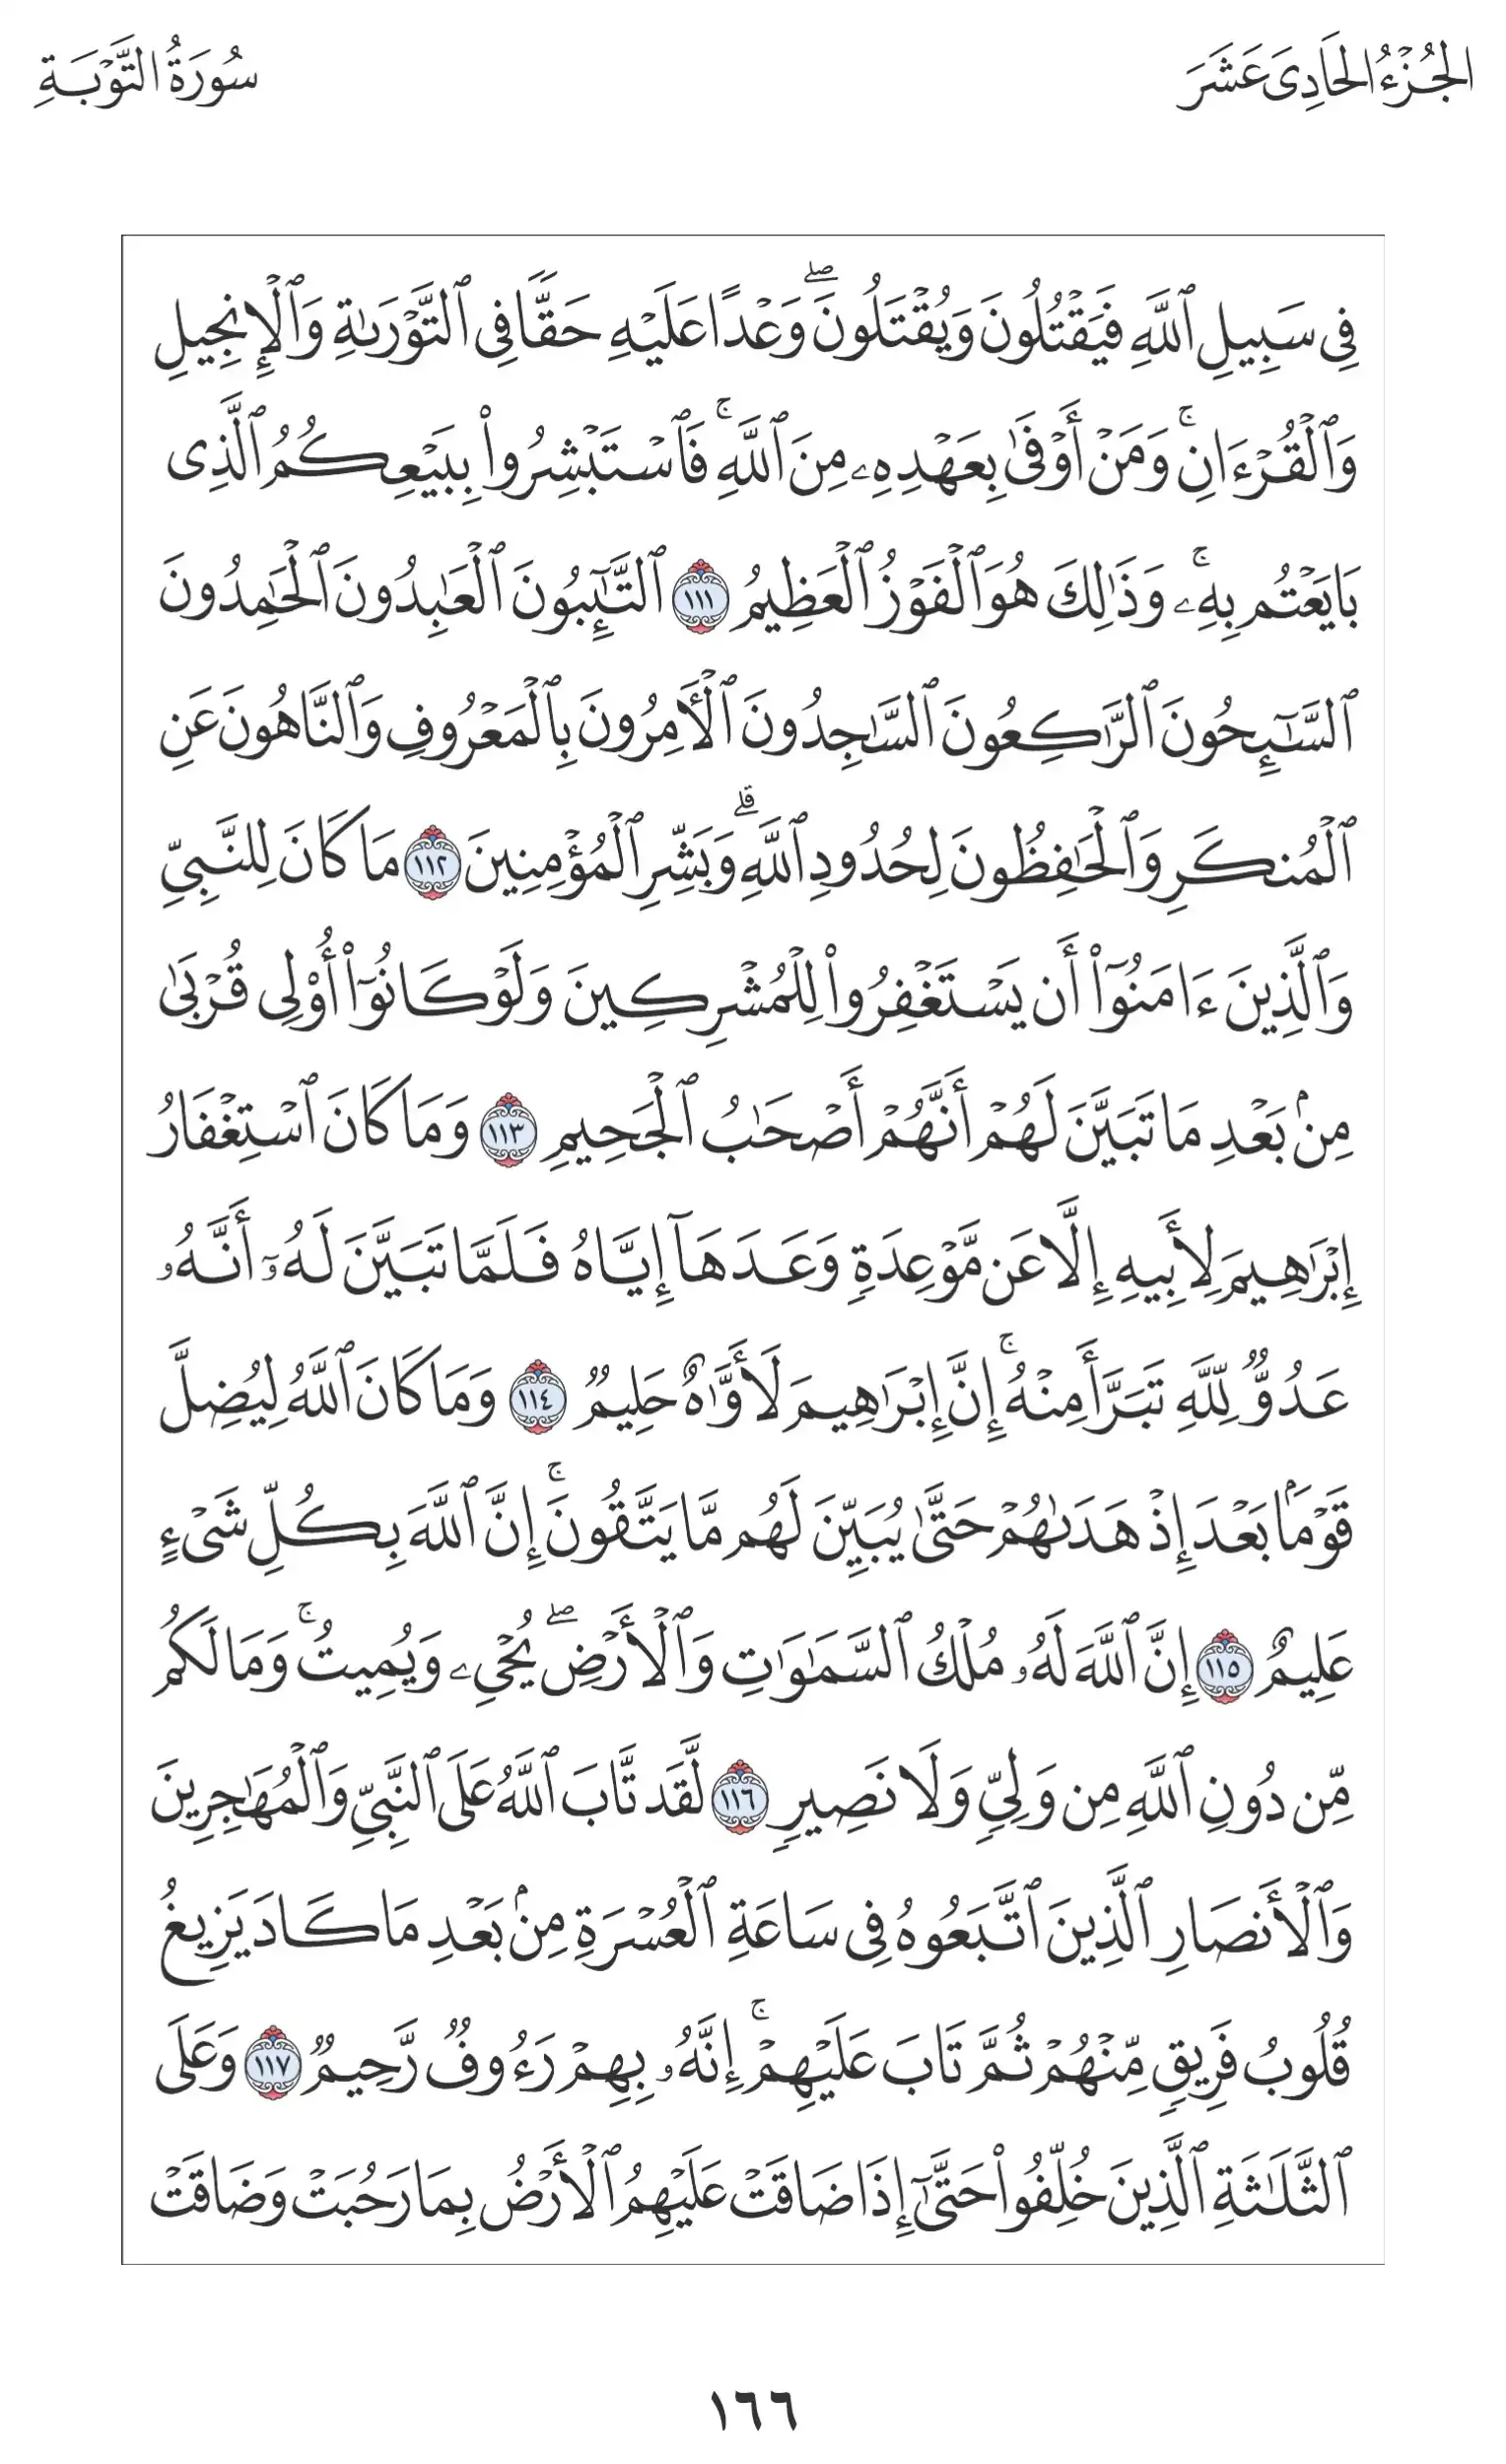 الجُزْءُ الحَادِىَ عَشَرَ
سُورَةُ التَّوْبَةِ
فِى سَبِيلِ ٱللَّهِ فَيَقْتُلُونَ وَيُقْتَلُونَۖ وَعْدًا عَلَيْهِ حَقًّا فِى ٱلتَّوْرَىٰةِ وَٱلْإِنجِيلِ
وَٱلْقُرْءَانِۚ وَمَنْ أَوْفَىٰ بِعَهْدِهِۦ مِنَ ٱللَّهِۚ فَٱسْتَبْشِرُوا۟ بِبَيْعِكُمُ ٱلَّذِى
بَايَعْتُم بِهِۦۚ وَذَٰلِكَ هُوَ ٱلْفَوْزُ ٱلْعَظِيمُ ١١١ ٱلتَّـٰٓئِبُونَ ٱلْعَـٰبِدُونَ ٱلْحَـٰمِدُونَ
ٱلسَّـٰٓئِحُونَ ٱلرَّٰكِعُونَ ٱلسَّـٰجِدُونَ ٱلْـَٔامِرُونَ بِٱلْمَعْرُوفِ وَٱلنَّاهُونَ عَنِ
ٱلْمُنكَرِ وَٱلْحَـٰفِظُونَ لِحُدُودِ ٱللَّهِۗ وَبَشِّرِ ٱلْمُؤْمِنِينَ ١١٢ مَا كَانَ لِلنَّبِىِّ
وَٱلَّذِينَ ءَامَنُوٓا۟ أَن يَسْتَغْفِرُوا۟ لِلْمُشْرِكِينَ وَلَوْ كَانُوٓا۟ أُو۟لِى قُرْبَىٰ
مِنۢ بَعْدِ مَا تَبَيَّنَ لَهُمْ أَنَّهُمْ أَصْحَـٰبُ ٱلْجَحِيمِ ١١٣ وَمَا كَانَ ٱسْتِغْفَارُ
إِبْرَٰهِيمَ لِأَبِيهِ إِلَّا عَن مَّوْعِدَةٍ وَعَدَهَآ إِيَّاهُ فَلَمَّا تَبَيَّنَ لَهُۥٓ أَنَّهُۥ
عَدُوٌّ لِّلَّهِ تَبَرَّأَ مِنْهُۚ إِنَّ إِبْرَٰهِيمَ لَأَوَّٰهٌ حَلِيمٌ ١١٤ وَمَا كَانَ ٱللَّهُ لِيُضِلَّ
قَوْمًۢا بَعْدَ إِذْ هَدَىٰهُمْ حَتَّىٰ يُبَيِّنَ لَهُم مَّا يَتَّقُونَۚ إِنَّ ٱللَّهَ بِكُلِّ شَىْءٍ
عَلِيمٌ ١١٥ إِنَّ ٱللَّهَ لَهُۥ مُلْكُ ٱلسَّمَـٰوَٰتِ وَٱلْأَرْضِۖ يُحْىِۦ وَيُمِيتُۚ وَمَا لَكُم
مِّن دُونِ ٱللَّهِ مِن وَلِىٍّ وَلَا نَصِيرٍ ١١٦ لَّقَد تَّابَ ٱللَّهُ عَلَى ٱلنَّبِىِّ وَٱلْمُهَـٰجِرِينَ
وَٱلْأَنصَارِ ٱلَّذِينَ ٱتَّبَعُوهُ فِى سَاعَةِ ٱلْعُسْرَةِ مِنۢ بَعْدِ مَا كَادَ يَزِيغُ
قُلُوبُ فَرِيقٍ مِّنْهُمْ ثُمَّ تَابَ عَلَيْهِمْۚ إِنَّهُۥ بِهِمْ رَءُوفٌ رَّحِيمٌ ١١٧ وَعَلَى
ٱلثَّلَـٰثَةِ ٱلَّذِينَ خُلِّفُوا۟ حَتَّىٰٓ إِذَا ضَاقَتْ عَلَيْهِمُ ٱلْأَرْضُ بِمَا رَحُبَتْ وَضَاقَتْ
١٦٦